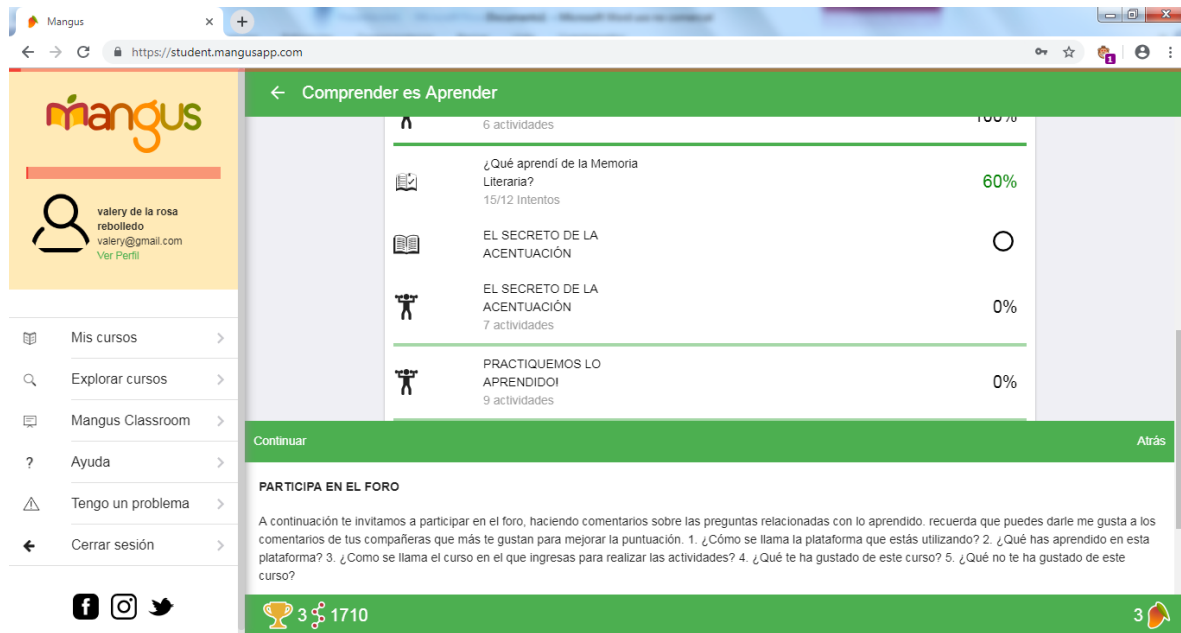 Mangus
https://student.mangusapp.com
1
mangus
Comprender es Aprender
6 actividades
100%
¿Qué aprendí de la Memoria
Literaria?
15/12 Intentos
60%
EL SECRETO DE LA
ACENTUACIÓN
EL SECRETO DE LA
ACENTUACIÓN
7 actividades
0%
PRACTIQUEMOS LO
APRENDIDO!
9 actividades
0%
valery de la rosa
rebolledo
valery@gmail.com
Ver Perfil
Mis cursos
Explorar cursos
Mangus Classroom
? Ayuda
Tengo un problema
Cerrar sesión
Continuar
Atrás
PARTICIPA EN EL FORO
A continuación te invitamos a participar en el foro, haciendo comentarios sobre las preguntas relacionadas con lo aprendido. recuerda que puedes darle me gusta a los
comentarios de tus compañeras que más te gustan para mejorar la puntuación. 1. ¿Cómo se llama la plataforma que estás utilizando? 2. ¿Qué has aprendido en esta
plataforma? 3. ¿Como se llama el curso en el que ingresas para realizar las actividades? 4. ¿Qué te ha gustado de este curso? 5. ¿Qué no te ha gustado de este
curso?
3 1710
3